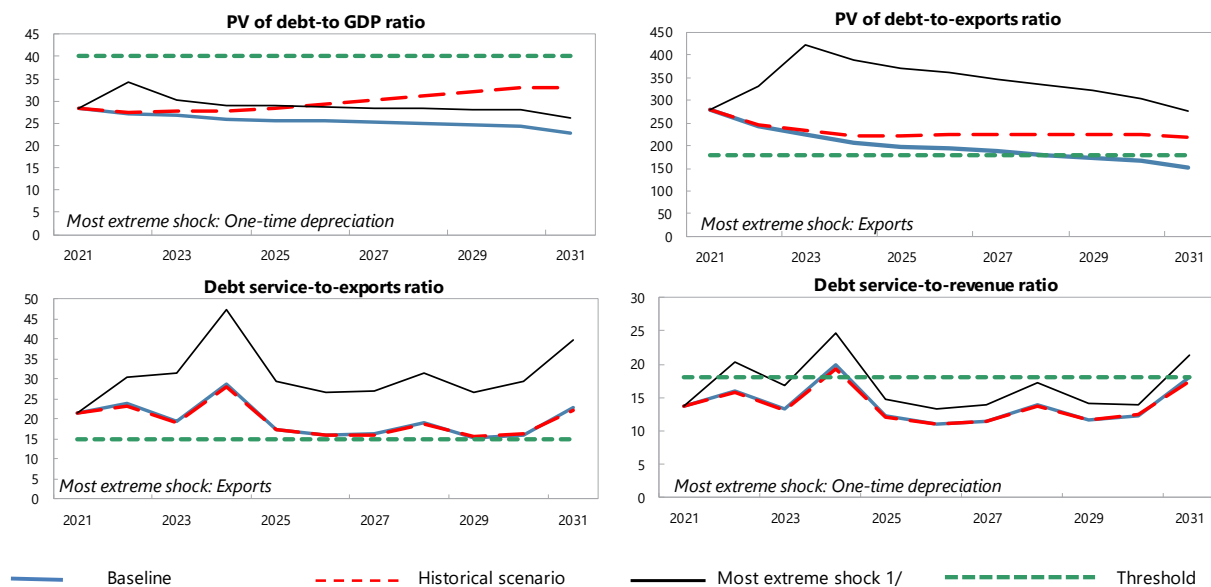 PV of debt-to GDP ratio
45
40
35
30
25
20
15
10
5
0
Most extreme shock: One-time depreciation
2021 2023 2025 2027 2029 2031
PV of debt-to-exports ratio
450
400
350
300
250
200
150
100
50
0
Most extreme shock: Exports
2021 2023 2025 2027 2029 2031
Debt service-to-exports ratio
50
45
40
35
30
25
20
15
10
5
0
Most extreme shock: Exports
2021 2023 2025 2027 2029 2031
Debt service-to-revenue ratio
30
25
20
15
10
5
0
Most extreme shock: One-time depreciation
2021 2023 2025 2027 2029 2031
Baseline Historical scenario Most extreme shock 1/ Threshold